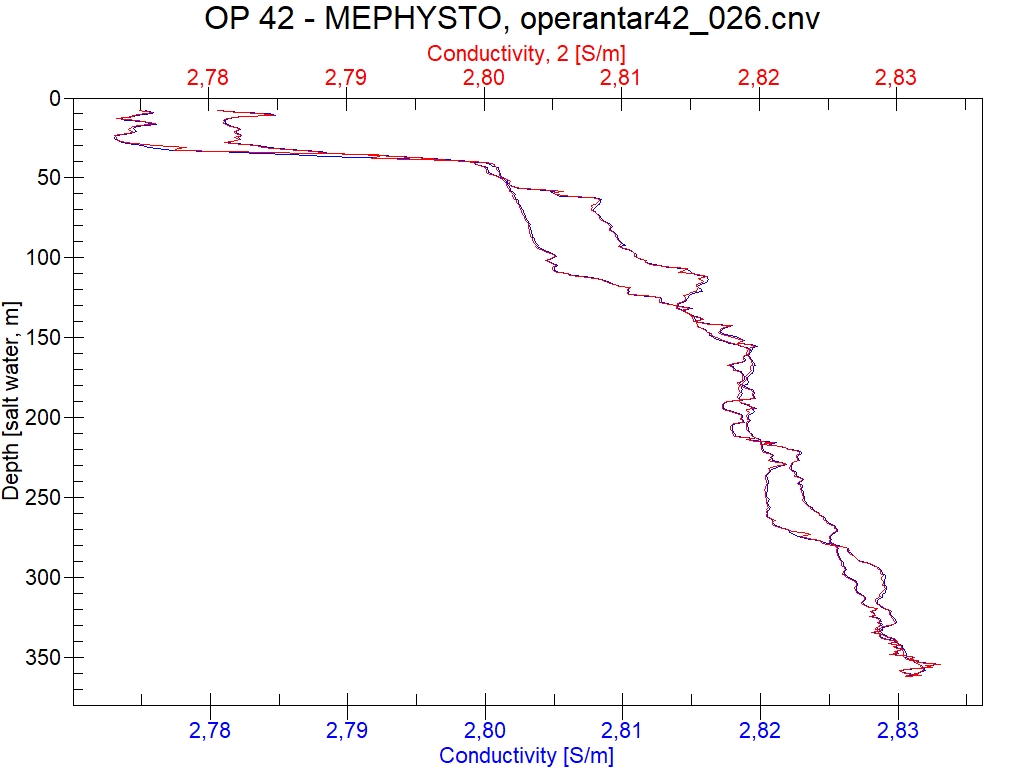 OP 42 - MEPHYSTO, operantar42_026.cnv
Conductivity, 2 [S/m]
2,78 2,79 2,80 2,81 2,82 2,83
0
50
100
150
200
250
300
350
Depth [salt water, m]
2,78 2,79 2,80 2,81 2,82 2,83
Conductivity [S/m]